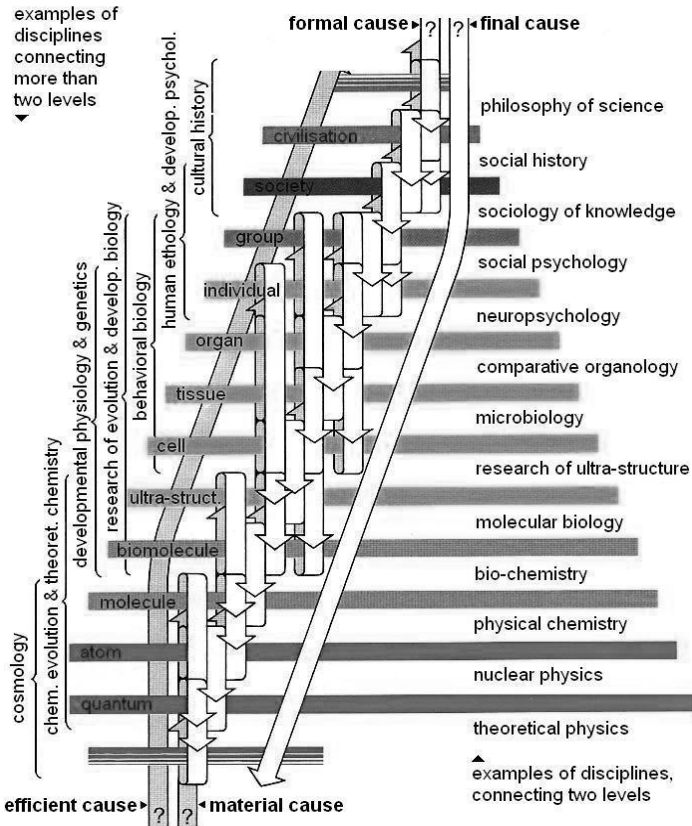 examples of
disciplines
connecting
more than
two levels
formal cause
?
?
final cause
philosophy of science
civilisation
social history
society
sociology of knowledge
group
social psychology
individual
neuropsychology
organ
comparative organology
tissue
microbiology
cell
research of ultra-structure
ultra-struct.
molecular biology
biomolecule
bio-chemistry
molecule
physical chemistry
atom
nuclear physics
quantum
theoretical physics
cosmology
chem. evolution & theoret. chemistry
developmental physiology & genetics
research of evolution & develop. biology
behavioral biology
human ethology & develop. psychol.
cultural history
examples of disciplines,
connecting two levels
efficient cause
?
?
material cause